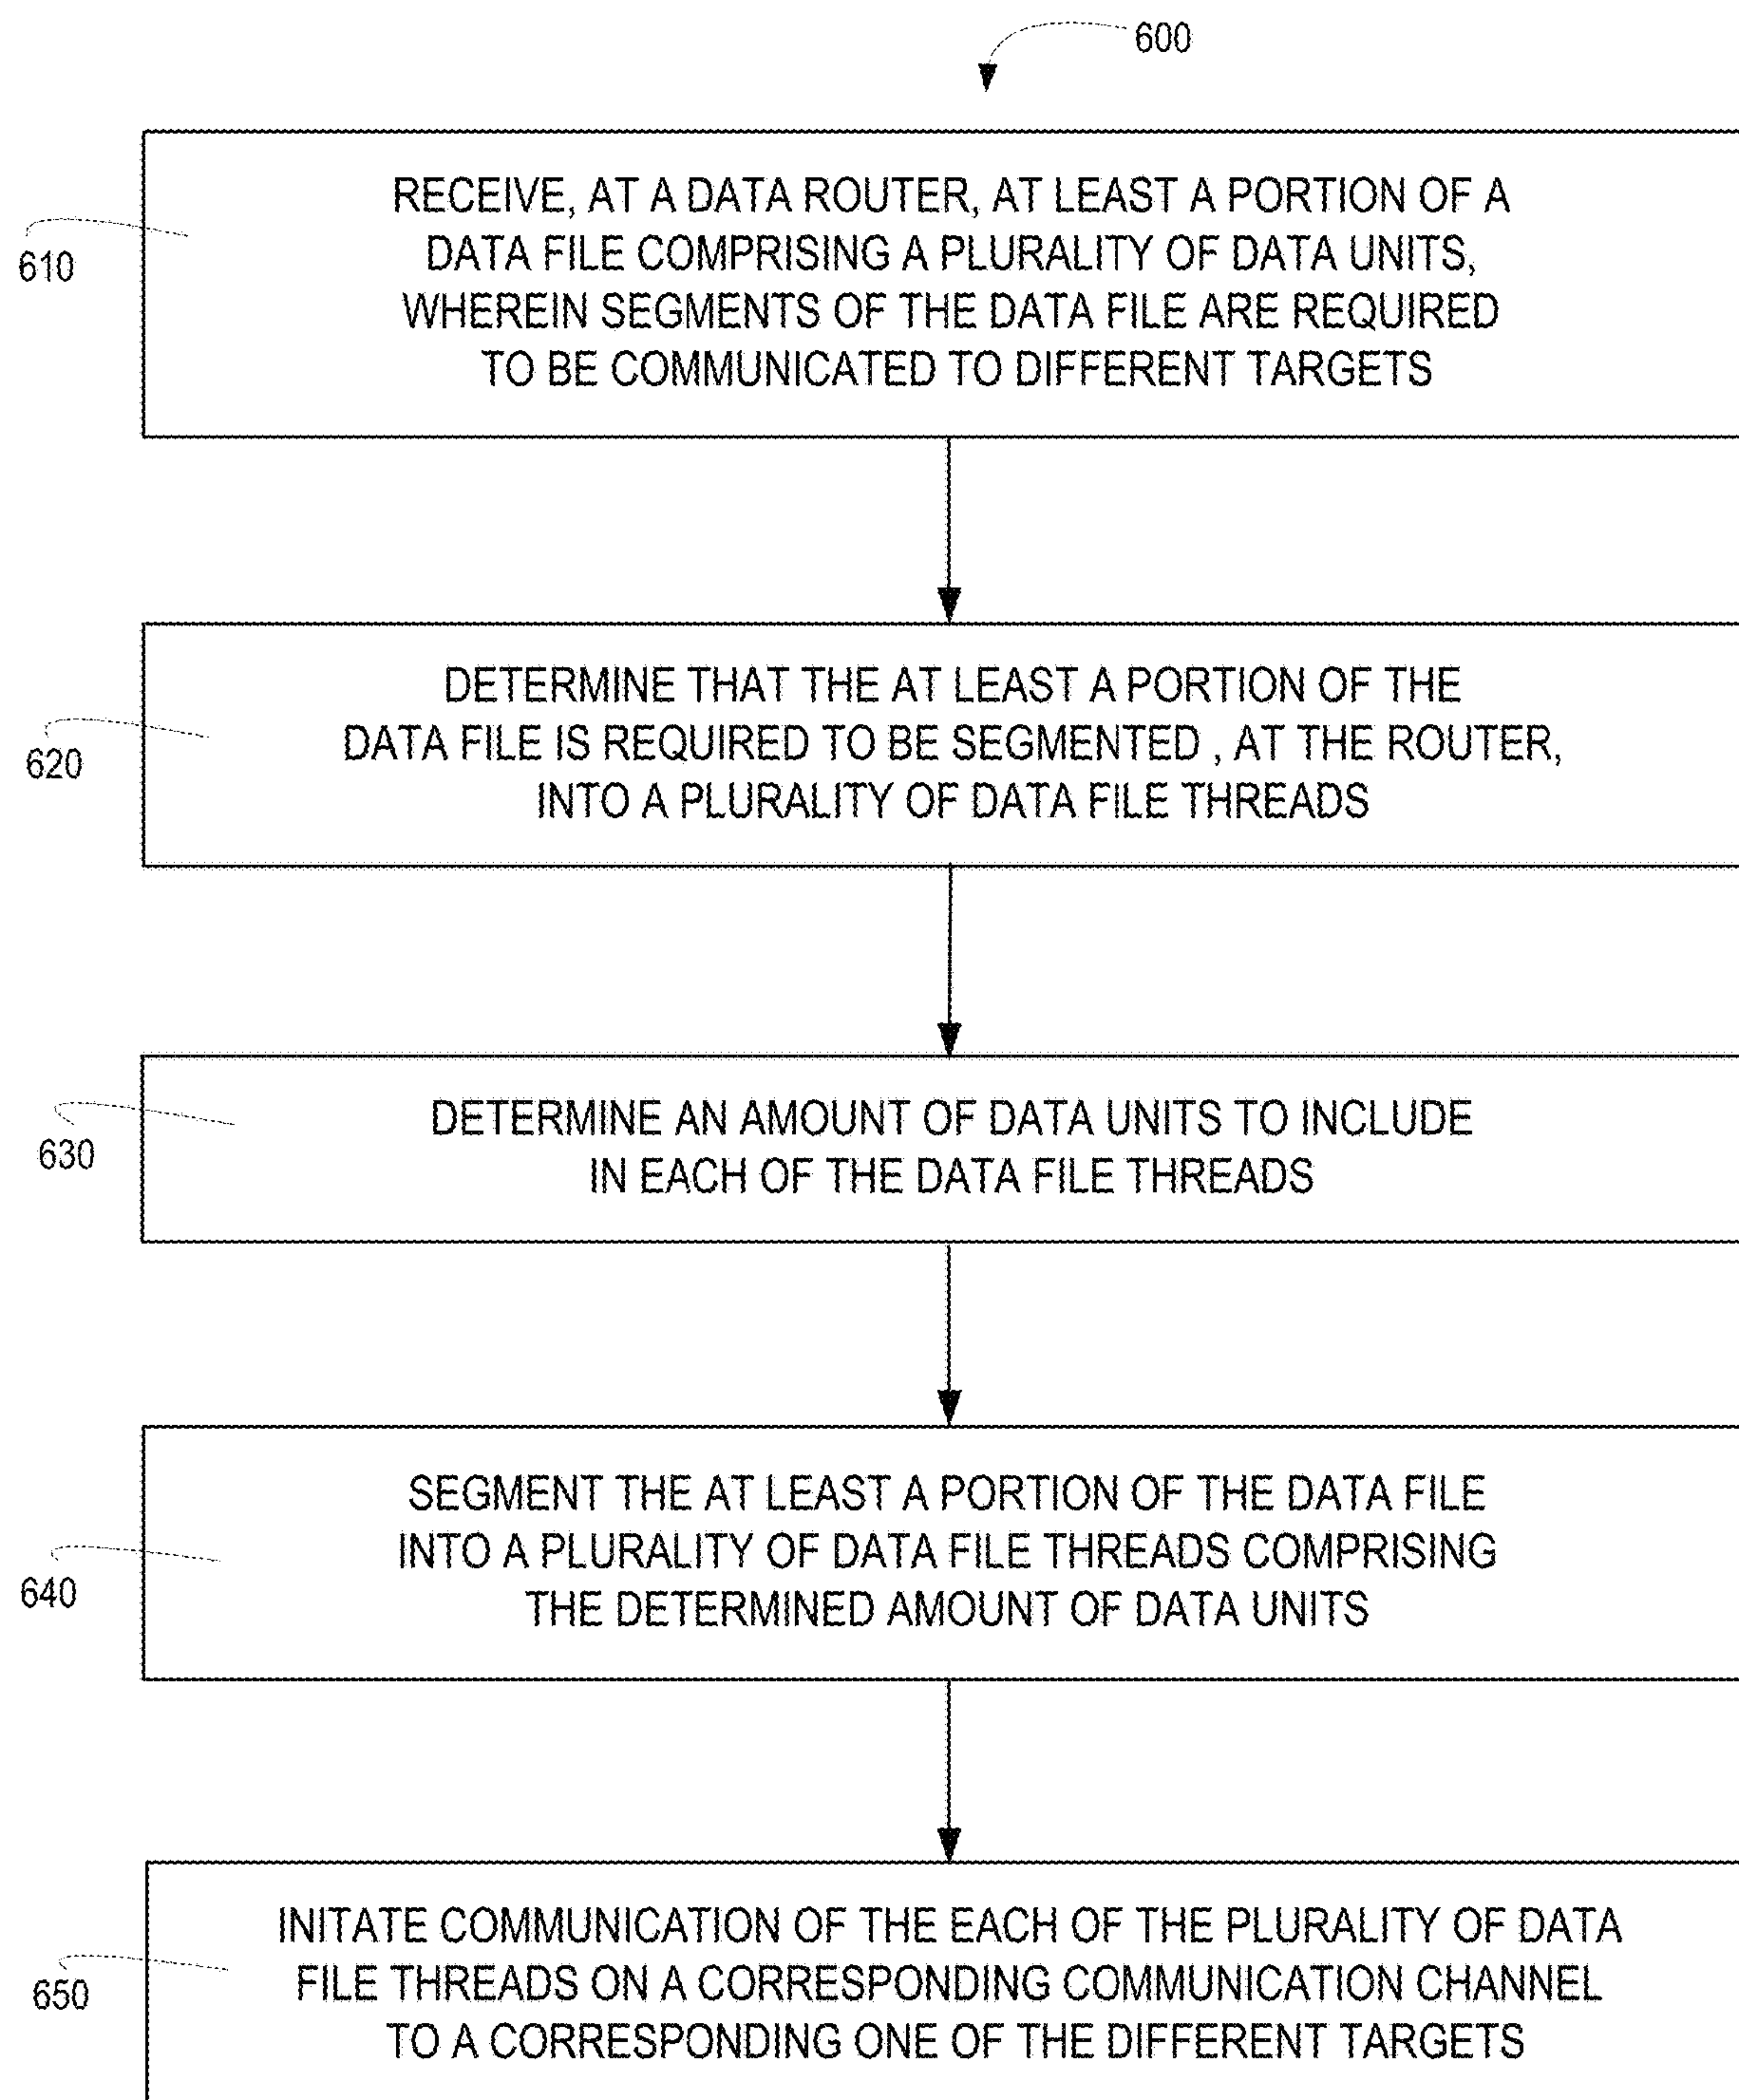 600
RECEIVE, AT A DATA ROUTER, AT LEAST A PORTION OF A
DATA FILE COMPRISING A PLURALITY OF DATA UNITS,
WHEREIN SEGMENTS OF THE DATA FILE ARE REQUIRED
TO BE COMMUNICATED TO DIFFERENT TARGETS
610
DETERMINE THAT THE AT LEAST A PORTION OF THE
DATA FILE IS REQUIRED TO BE SEGMENTED , AT THE ROUTER,
INTO A PLURALITY OF DATA FILE THREADS
620
DETERMINE AN AMOUNT OF DATA UNITS TO INCLUDE
IN EACH OF THE DATA FILE THREADS
630
SEGMENT THE AT LEAST A PORTION OF THE DATA FILE
INTO A PLURALITY OF DATA FILE THREADS COMPRISING
THE DETERMINED AMOUNT OF DATA UNITS
640
INITATE COMMUNICATION OF THE EACH OF THE PLURALITY OF DATA
FILE THREADS ON A CORRESPONDING COMMUNICATION CHANNEL
TO A CORRESPONDING ONE OF THE DIFFERENT TARGETS
650